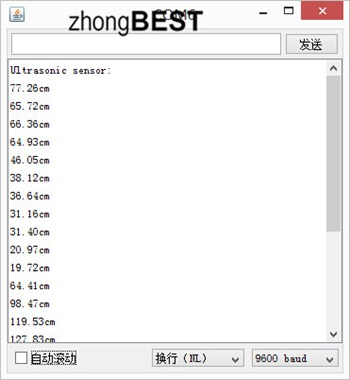 zhongBEST
COM6
发送
Ultrasonic sensor:
77.26cm
65.72cm
66.36cm
64.93cm
46.05cm
38.12cm
36.64cm
31.16cm
31.40cm
20.97cm
19.72cm
64.41cm
98.47cm
119.53cm
127.83cm
自动滚动 换行（NL） 9600 baud